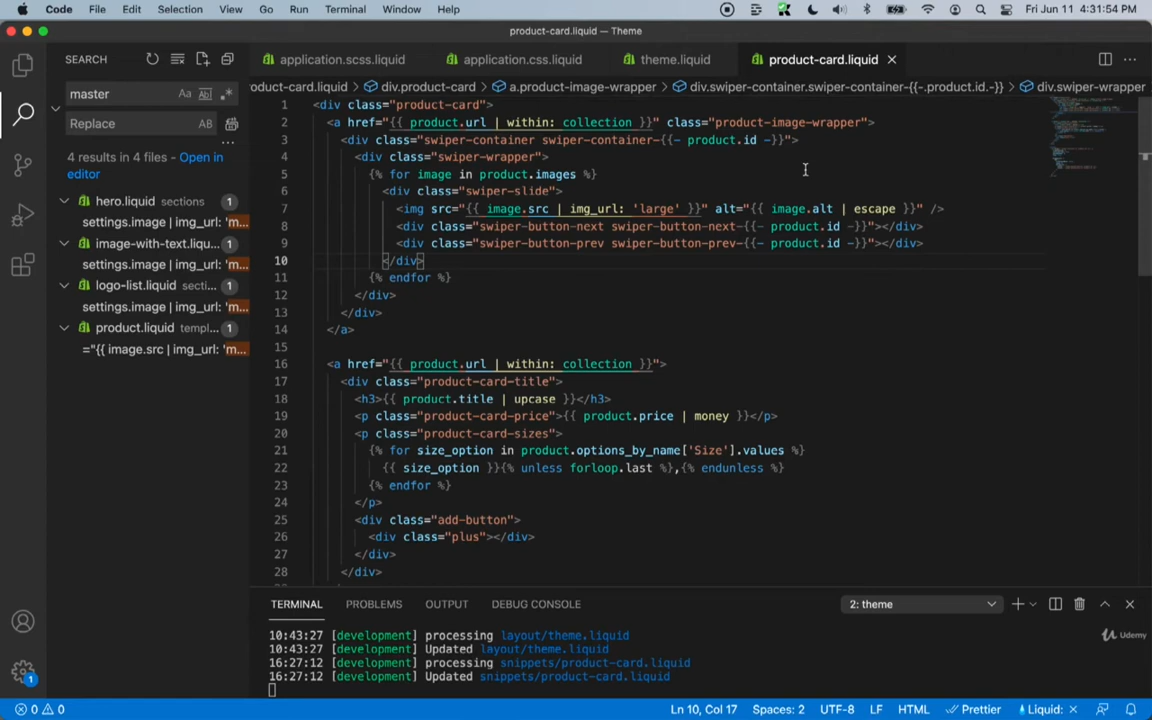 Code File Edit Selection View Go Run Terminal Window Help Fri Jun 11 4:31:54 PM
product-card.liquid — Theme
SEARCH
application.scss.liquid application.css.liquid theme.liquid product-card.liquid
oduct-card.liquid > div.product-card > a.product-image-wrapper > div.swiper-container.swiper-container-{{-.product.id.-}} > div.swiper-wrapper
master
Aa ab .*
Replace
AB
...
4 results in 4 files - Open in
editor
hero.liquid sections 1
settings.image | img_url: 'm...
image-with-text.liqu... 1
settings.image | img_url: 'm...
logo-list.liquid secti... 1
settings.image | img_url: 'm...
product.liquid templ... 1
="{{ image.src | img_url: 'm...
1 <div class="product-card">
2 <a href="{{ product.url | within: collection }}" class="product-image-wrapper">
3 <div class="swiper-container swiper-container-{{- product.id -}}">
4 <div class="swiper-wrapper">
5 {% for image in product.images %}
6 <div class="swiper-slide">
7 <img src="{{ image.src | img_url: 'large' }}" alt="{{ image.alt | escape }}" />
8 <div class="swiper-button-next swiper-button-next-{{- product.id -}}"></div>
9 <div class="swiper-button-prev swiper-button-prev-{{- product.id -}}"></div>
10 </div>
11 {% endfor %}
12 </div>
13 </div>
14 </a>
15
16 <a href="{{ product.url | within: collection }}">
17 <div class="product-card-title">
18 <h3>{{ product.title | upcase }}</h3>
19 <p class="product-card-price">{{ product.price | money }}</p>
20 <p class="product-card-sizes">
21 {% for size_option in product.options_by_name['Size'].values %}
22 {{ size_option }}{% unless forloop.last %},{% endunless %}
23 {% endfor %}
24 </p>
25 <div class="add-button">
26 <div class="plus"></div>
27 </div>
28 </div>
TERMINAL PROBLEMS OUTPUT DEBUG CONSOLE 2: theme
10:43:27 [development] processing layout/theme.liquid
10:43:27 [development] Updated layout/theme.liquid
16:27:12 [development] processing snippets/product-card.liquid
16:27:12 [development] Updated snippets/product-card.liquid
Udemy
1
0 0 Ln 10, Col 17 Spaces: 2 UTF-8 LF HTML Prettier Liquid: